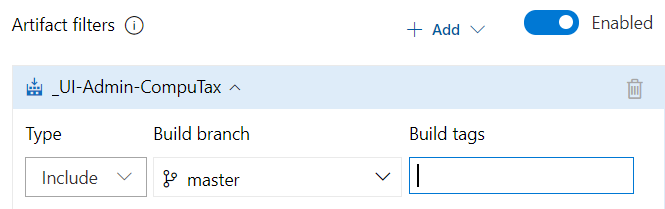 Artifact filters
Add
Enabled
_UI-Admin-CompuTax
Type
Build branch
Build tags
Include
master